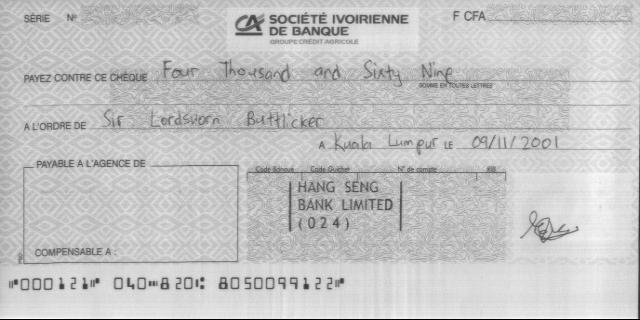 SÉRIE N° CA SOCIÉTÉ IVOIRIENNE F CFA
DE BANQUE
GROUPE CRÉDIT AGRICOLE
PAYEZ CONTRE CE CHÈQUE Four Thousand and Sixty Nine
SOMME EN TOUTES LETTRES
A L'ORDRE DE Sir Lordsvorn Buttlicker
A Kuala Lumpur LE 09/11/2001
PAYABLE A L'AGENCE DE
Code Banque Code Guichet N° de compte RIB
HANG SENG
BANK LIMITED
(024)
COMPENSABLE A :
⑈000121⑈ 040⑉820⑆ 8050099122⑈